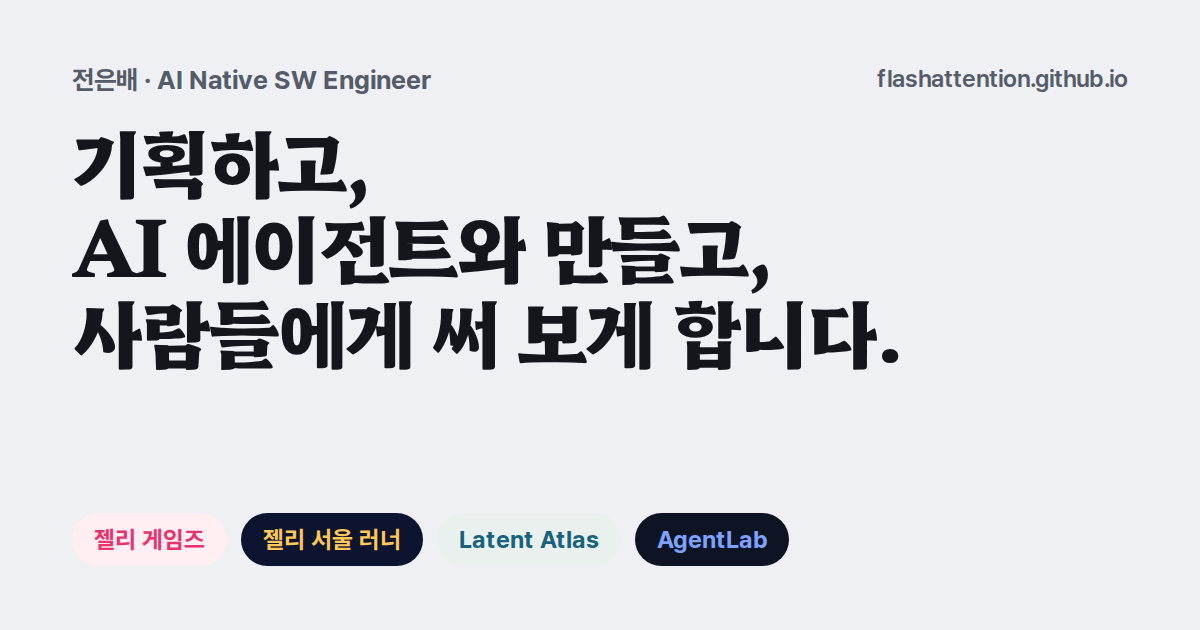 전은배 · AI Native SW Engineer
flashattention.github.io
기획하고,
AI 에이전트와 만들고,
사람들에게 써 보게 합니다.
젤리 게임즈
젤리 서울 러너
Latent Atlas
AgentLab